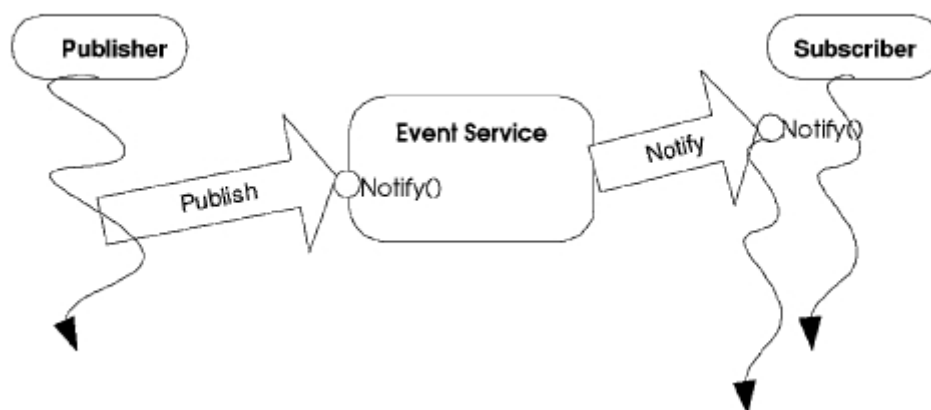 Publisher
Subscriber
Event Service
Notify()
Notify
Publish
Notify()